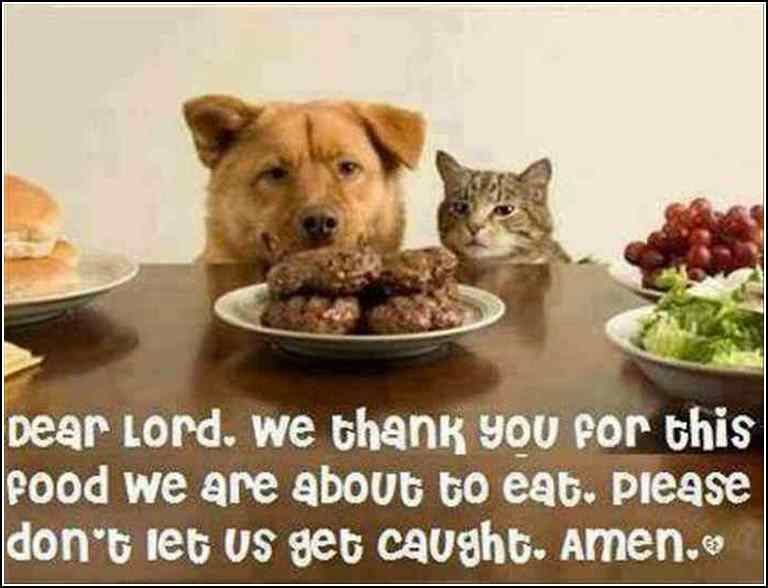 Dear Lord. We thank you for this
food we are about to eat. Please
don't let us get caught. Amen.